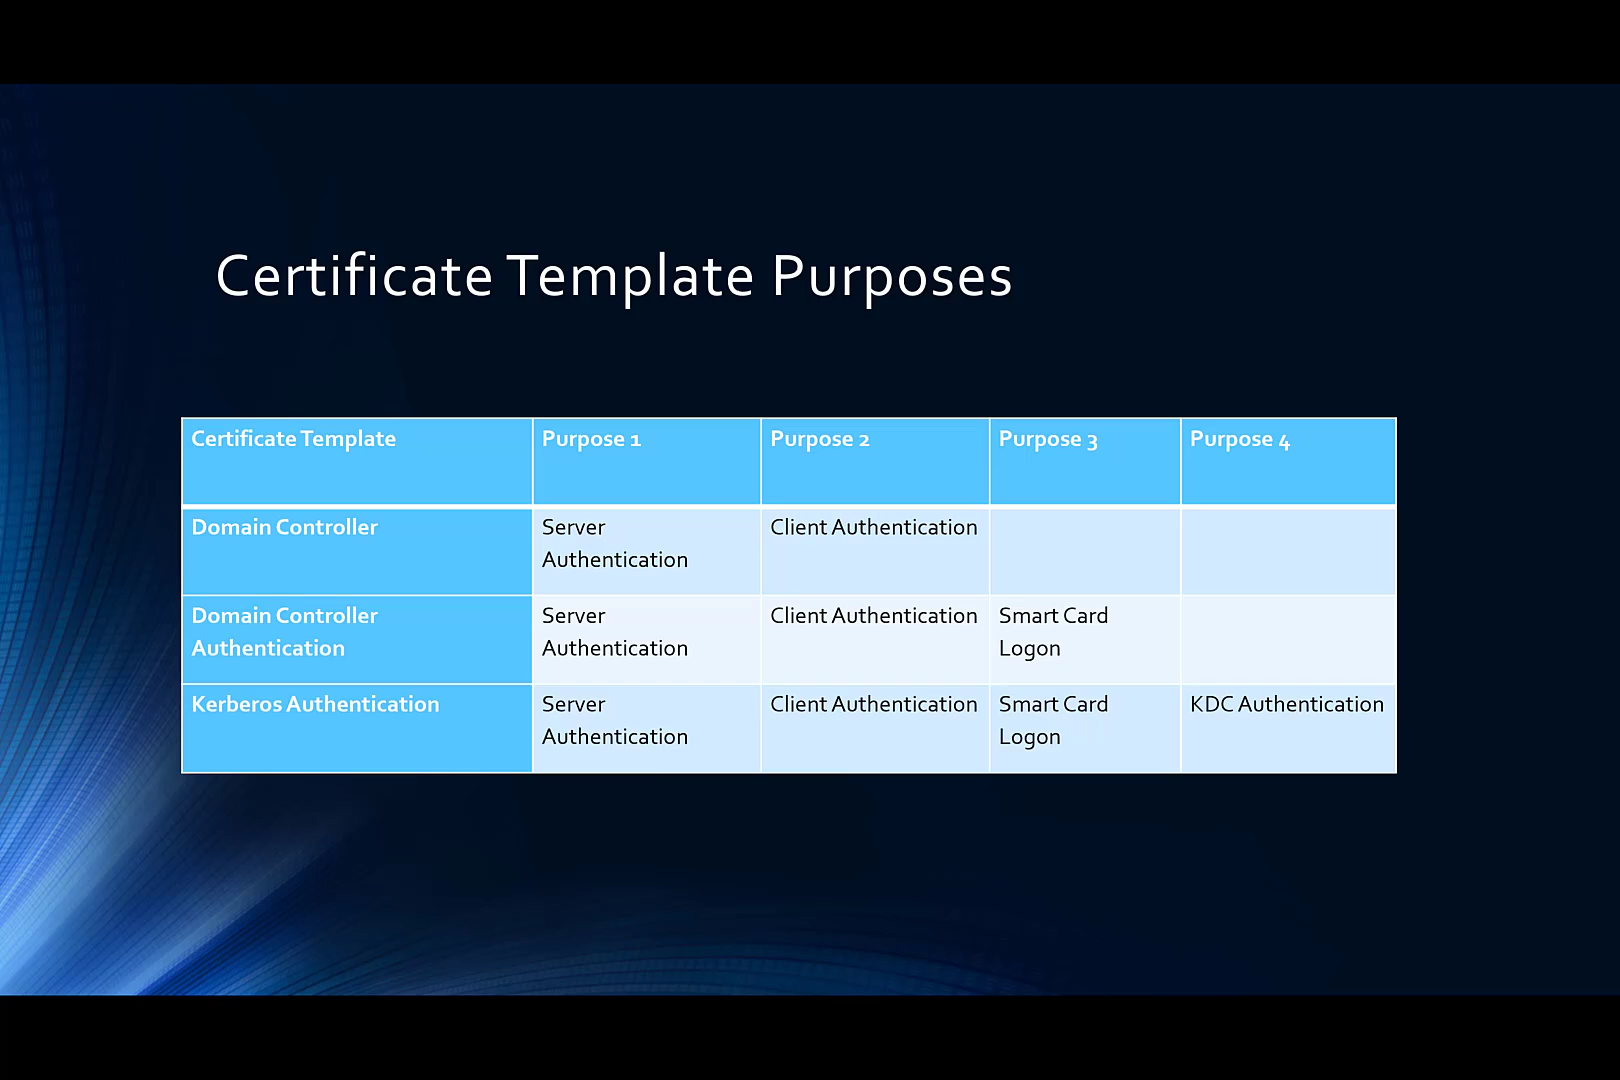 Certificate Template Purposes
Certificate Template
Purpose 1
Purpose 2
Purpose 3
Purpose 4
Domain Controller
Server
Authentication
Client Authentication
Domain Controller
Authentication
Server
Authentication
Client Authentication
Smart Card
Logon
Kerberos Authentication
Server
Authentication
Client Authentication
Smart Card
Logon
KDC Authentication